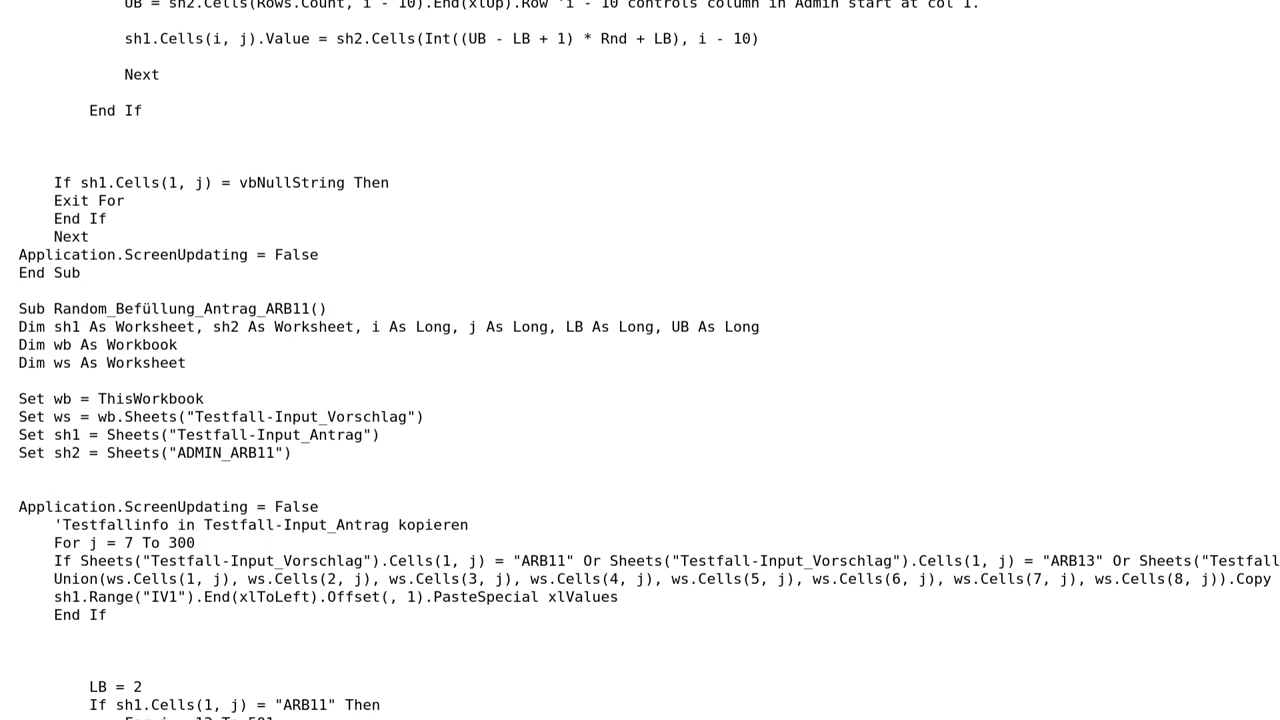 UB = sh2.Cells(Rows.Count, i - 10).End(xlUp).Row 'i - 10 controls column in Admin start at col 1.
sh1.Cells(i, j).Value = sh2.Cells(Int((UB - LB + 1) * Rnd + LB), i - 10)
Next
End If
If sh1.Cells(1, j) = vbNullString Then
Exit For
End If
Next
Application.ScreenUpdating = False
End Sub
Sub Random_Befüllung_Antrag_ARB11()
Dim sh1 As Worksheet, sh2 As Worksheet, i As Long, j As Long, LB As Long, UB As Long
Dim wb As Workbook
Dim ws As Worksheet
Set wb = ThisWorkbook
Set ws = wb.Sheets("Testfall-Input_Vorschlag")
Set sh1 = Sheets("Testfall-Input_Antrag")
Set sh2 = Sheets("ADMIN_ARB11")
Application.ScreenUpdating = False
'Testfallinfo in Testfall-Input_Antrag kopieren
For j = 7 To 300
If Sheets("Testfall-Input_Vorschlag").Cells(1, j) = "ARB11" Or Sheets("Testfall-Input_Vorschlag").Cells(1, j) = "ARB13" Or Sheets("Testfall
Union(ws.Cells(1, j), ws.Cells(2, j), ws.Cells(3, j), ws.Cells(4, j), ws.Cells(5, j), ws.Cells(6, j), ws.Cells(7, j), ws.Cells(8, j)).Copy
sh1.Range("IV1").End(xlToLeft).Offset(, 1).PasteSpecial xlValues
End If
LB = 2
If sh1.Cells(1, j) = "ARB11" Then